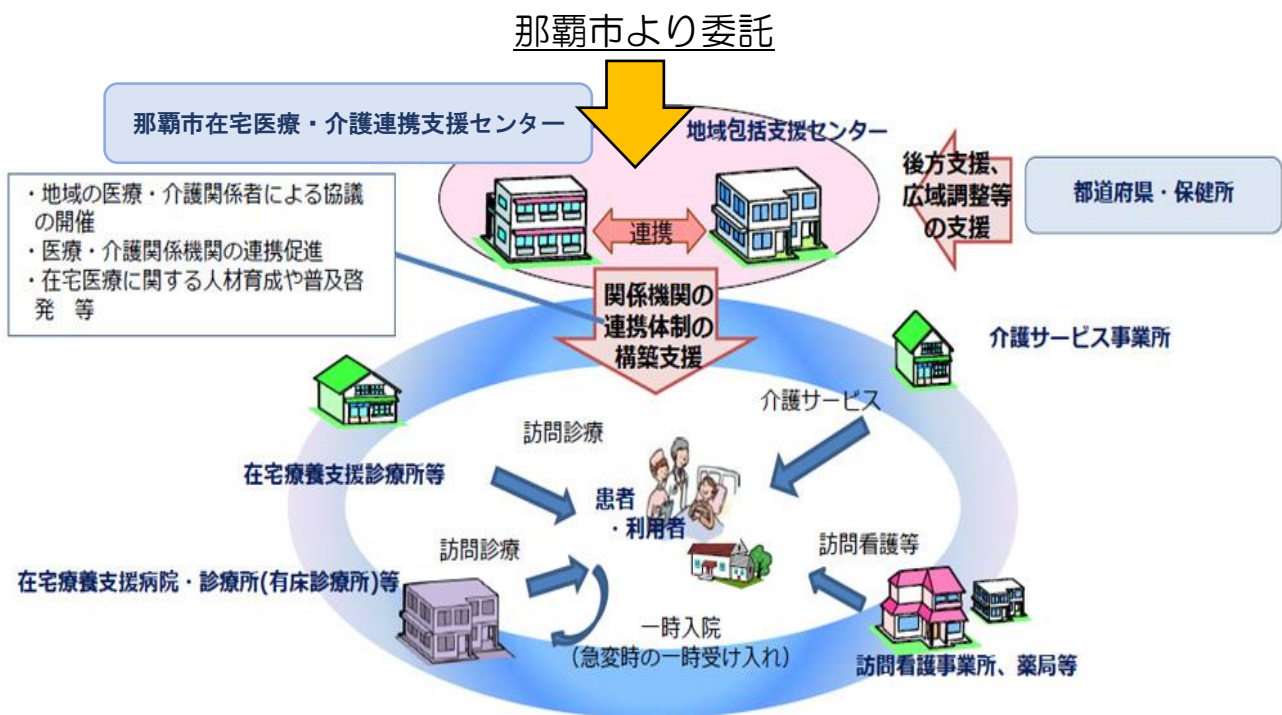 那覇市より委託
那覇市在宅医療・介護連携支援センター
地域包括支援センター
後方支援、
広域調整等
の支援
都道府県・保健所
・地域の医療・介護関係者による協議
の開催
・医療・介護関係機関の連携促進
・在宅医療に関する人材育成や普及啓
発　等
連携
関係機関の
連携体制の
構築支援
介護サービス事業所
介護サービス
訪問診療
在宅療養支援診療所等
患者
・利用者
訪問診療
訪問看護等
在宅療養支援病院・診療所(有床診療所)等
一時入院
（急変時の一時受け入れ）
訪問看護事業所、薬局等